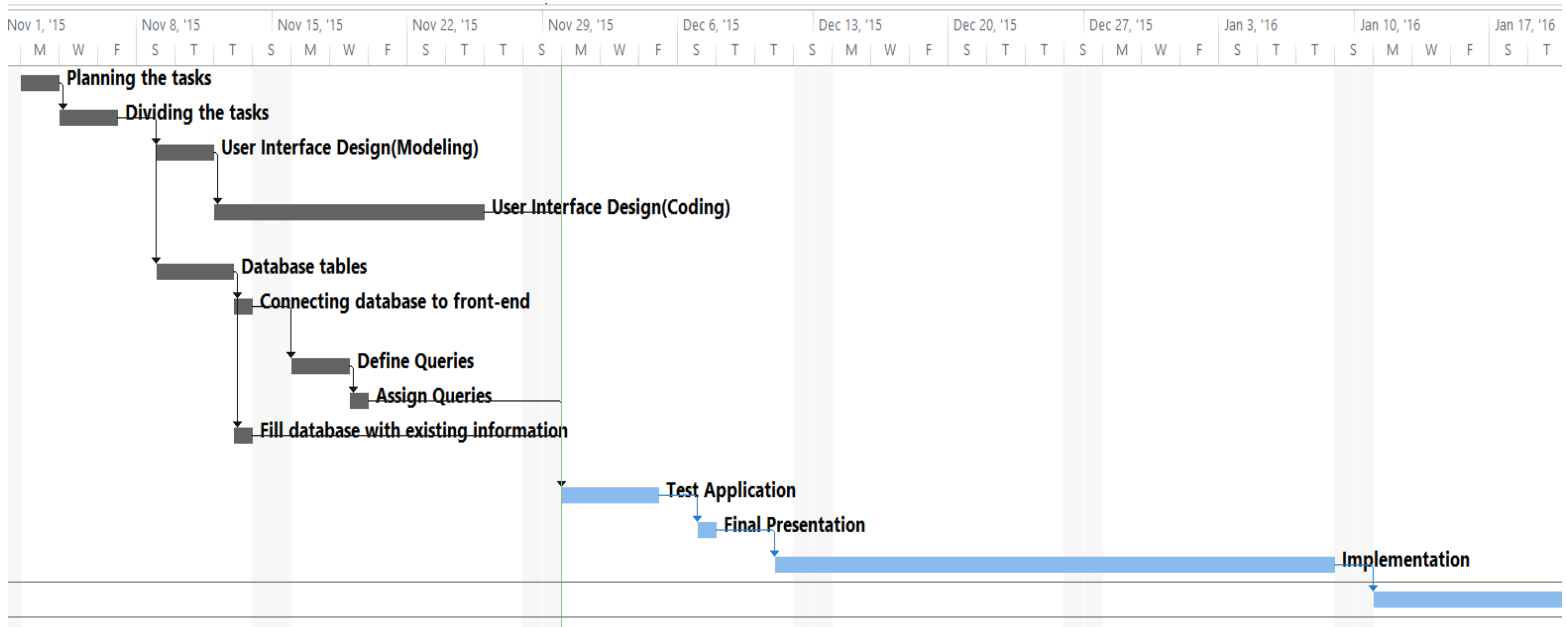 Nov 1, '15 Nov 8, '15 Nov 15, '15 Nov 22, '15 Nov 29, '15 Dec 6, '15 Dec 13, '15 Dec 20, '15 Dec 27, '15 Jan 3, '16 Jan 10, '16 Jan 17, '16
M W F S T T S M W F S T T S M W F S T T S M W F S T T S M W F S T T S M W F S T
Planning the tasks
Dividing the tasks
User Interface Design(Modeling)
User Interface Design(Coding)
Database tables
Connecting database to front-end
Define Queries
Assign Queries
Fill database with existing information
Test Application
Final Presentation
Implementation